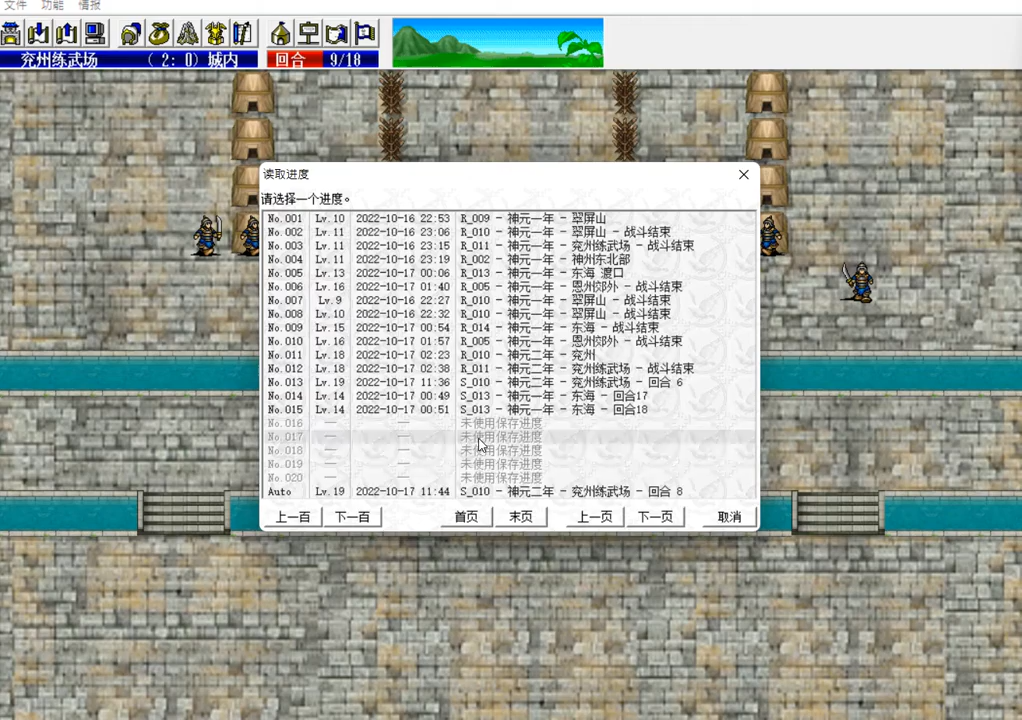 文件 功能 情报
兖州练武场 ( 2: 0) 城内 回合 9/18
读取进度
请选择一个进度。
No.001 Lv.10 2022-10-16 22:53 R_009 - 神元一年 - 翠屏山
No.002 Lv.11 2022-10-16 23:06 R_010 - 神元一年 - 翠屏山 - 战斗结束
No.003 Lv.11 2022-10-16 23:15 R_011 - 神元一年 - 兖州练武场 - 战斗结束
No.004 Lv.11 2022-10-16 23:19 R_002 - 神元一年 - 神州东北部
No.005 Lv.13 2022-10-17 00:06 R_013 - 神元一年 - 东海 渡口
No.006 Lv.16 2022-10-17 01:40 R_005 - 神元一年 - 恩州郊外 - 战斗结束
No.007 Lv.9 2022-10-16 22:27 R_010 - 神元一年 - 翠屏山 - 战斗结束
No.008 Lv.10 2022-10-16 22:32 R_010 - 神元一年 - 翠屏山 - 战斗结束
No.009 Lv.15 2022-10-17 00:54 R_014 - 神元一年 - 东海 - 战斗结束
No.010 Lv.16 2022-10-17 01:57 R_005 - 神元一年 - 恩州郊外 - 战斗结束
No.011 Lv.18 2022-10-17 02:23 R_010 - 神元二年 - 兖州
No.012 Lv.18 2022-10-17 02:38 R_011 - 神元二年 - 兖州练武场 - 战斗结束
No.013 Lv.19 2022-10-17 11:36 S_010 - 神元二年 - 兖州练武场 - 回合 6
No.014 Lv.14 2022-10-17 00:49 S_013 - 神元一年 - 东海 - 回合17
No.015 Lv.14 2022-10-17 00:51 S_013 - 神元一年 - 东海 - 回合18
No.016 — — 未使用保存进度
No.017 — — 未使用保存进度
No.018 — — 未使用保存进度
No.019 — — 未使用保存进度
No.020 — — 未使用保存进度
Auto Lv.19 2022-10-17 11:44 S_010 - 神元二年 - 兖州练武场 - 回合 8
上一百 下一百 首页 末页 上一页 下一页 取消